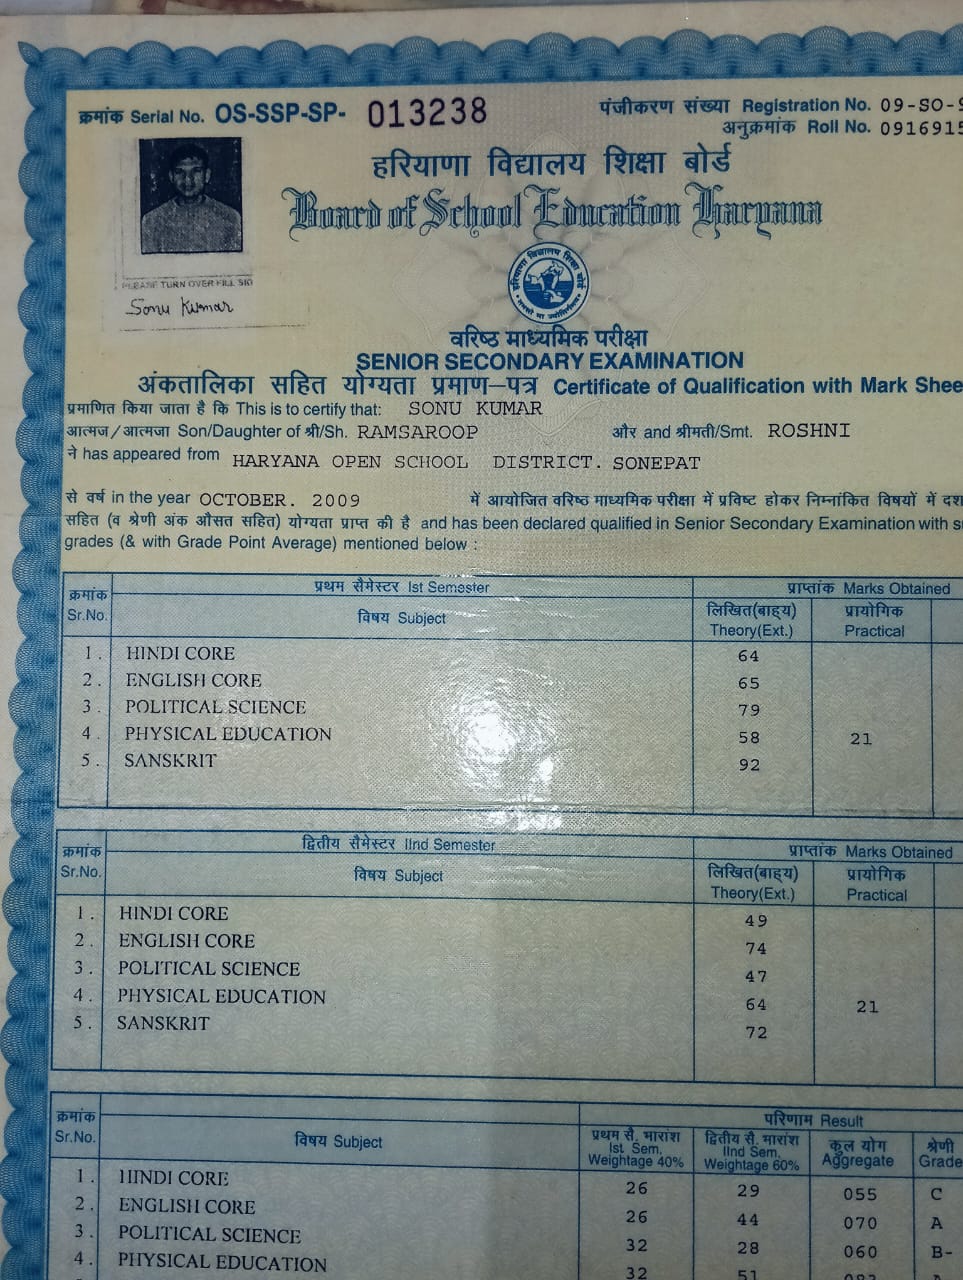 क्रमांक Serial No. OS-SSP-SP- 013238
पंजीकरण संख्या Registration No. 09-SO-
अनुक्रमांक Roll No. 0916915
हरियाणा विद्यालय शिक्षा बोर्ड
Board of School Education Haryana
हरियाणा विद्यालय शिक्षा बोर्ड
PLEASE TURN OVER FILL
Sonu Kumar
वरिष्ठ माध्यमिक परीक्षा
SENIOR SECONDARY EXAMINATION
अंकतालिका सहित योग्यता प्रमाण–पत्र Certificate of Qualification with Mark
प्रमाणित किया जाता है कि This is to certify that: SONU KUMAR
आत्मज/आत्मजा Son/Daughter of श्री/Sh. RAMSAROOP और and श्रीमती/Smt. ROSHNI
ने has appeared from HARYANA OPEN SCHOOL DISTRICT. SONEPAT
से वर्ष in the year OCTOBER. 2009 में आयोजित वरिष्ठ माध्यमिक परीक्षा में प्रविष्ट होकर निम्नांकित विषयों में
सहित (व श्रेणी अंक औसत सहित) योग्यता प्राप्त की है and has been declared qualified in Senior Secondary Examination with
grades (& with Grade Point Average) mentioned below :
क्रमांक प्रथम सैमेस्टर Ist Semester प्राप्तांक Marks Obtained
Sr.No. विषय Subject लिखित(बाह्य) प्रायोगिक
Theory(Ext.) Practical
1. HINDI CORE 64
2. ENGLISH CORE 65
3. POLITICAL SCIENCE 79
4. PHYSICAL EDUCATION 58 21
5. SANSKRIT 92
क्रमांक द्वितीय सैमेस्टर IInd Semester प्राप्तांक Marks Obtained
Sr.No. विषय Subject लिखित(बाह्य) प्रायोगिक
Theory(Ext.) Practical
1. HINDI CORE 49
2. ENGLISH CORE 74
3. POLITICAL SCIENCE 47
4. PHYSICAL EDUCATION 64 21
5. SANSKRIT 72
क्रमांक परिणाम Result
Sr.No. विषय Subject प्रथम सै. भारांश द्वितीय सै. भारांश कुल योग श्रेणी
Ist Sem. IInd Sem. Aggregate Grade
Weightage 40% Weightage 60%
1. HINDI CORE 26 29 055 C
2. ENGLISH CORE 26 44 070 A
3. POLITICAL SCIENCE 32 28 060 B-
4. PHYSICAL EDUCATION 32 51